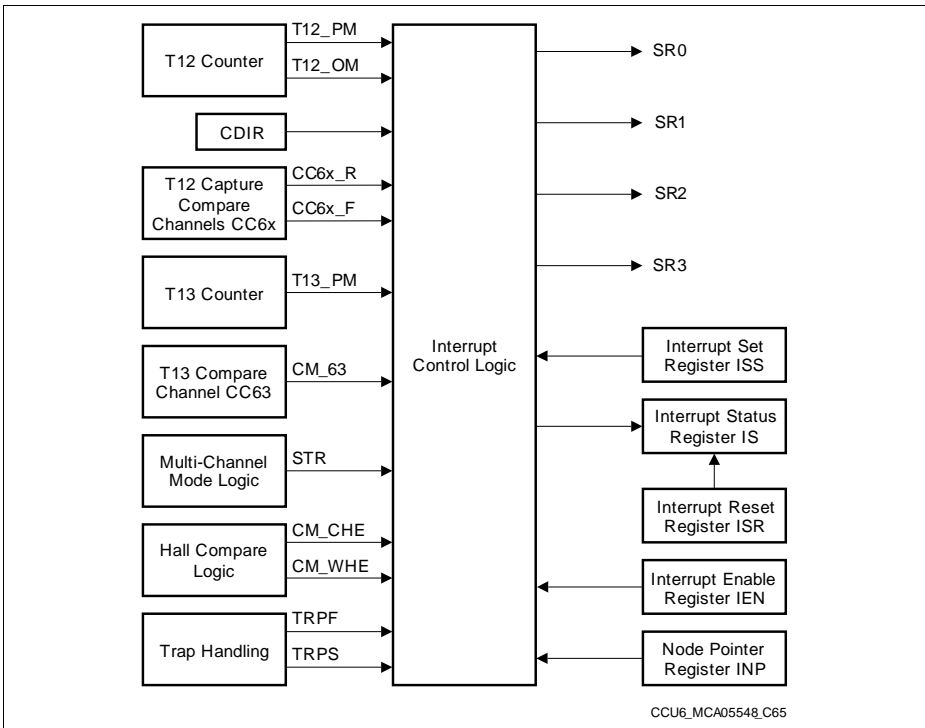 T12 Counter
T12_PM
T12_OM
CDIR
T12 Capture
Compare
Channels CC6x
CC6x_R
CC6x_F
T13 Counter
T13_PM
T13 Compare
Channel CC63
CM_63
Multi-Channel
Mode Logic
STR
Hall Compare
Logic
CM_CHE
CM_WHE
Trap Handling
TRPF
TRPS
Interrupt
Control Logic
SR0
SR1
SR2
SR3
Interrupt Set
Register ISS
Interrupt Status
Register IS
Interrupt Reset
Register ISR
Interrupt Enable
Register IEN
Node Pointer
Register INP
CCU6_MCA05548_C65